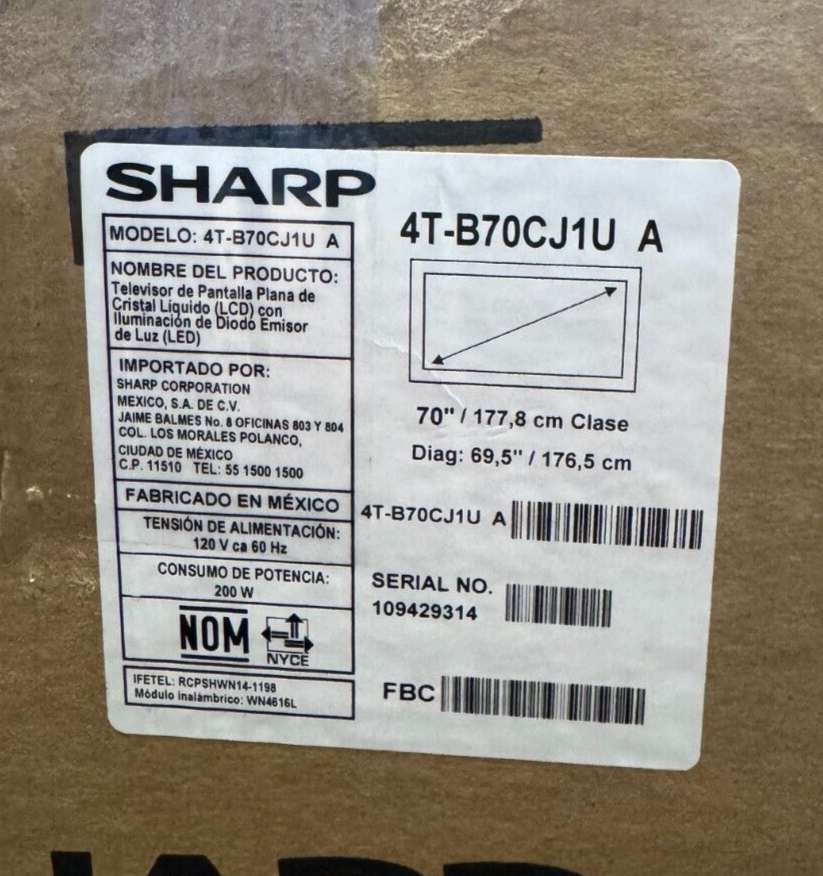 SHARP
MODELO: 4T-B70CJ1U A
NOMBRE DEL PRODUCTO:
Televisor de Pantalla Plana de
Cristal Liquido (LCD) con
Iluminación de Diodo Emisor
de Luz (LED)
IMPORTADO POR:
SHARP CORPORATION
MEXICO, S.A. DE C.V.
JAIME BALMES No. 8 OFICINAS 803 Y 804
COL. LOS MORALES POLANCO,
CIUDAD DE MÉXICO
C.P. 11510 TEL: 55 1500 1500
FABRICADO EN MÉXICO
TENSIÓN DE ALIMENTACIÓN:
120 V ca 60 Hz
CONSUMO DE POTENCIA:
200 W
NOM
NYCE
IFETEL: RCPSHWN14-1198
Módulo inalámbrico: WN4616L
4T-B70CJ1U A
70" / 177,8 cm Clase
Diag: 69,5" / 176,5 cm
4T-B70CJ1U A
SERIAL NO.
109429314
FBC